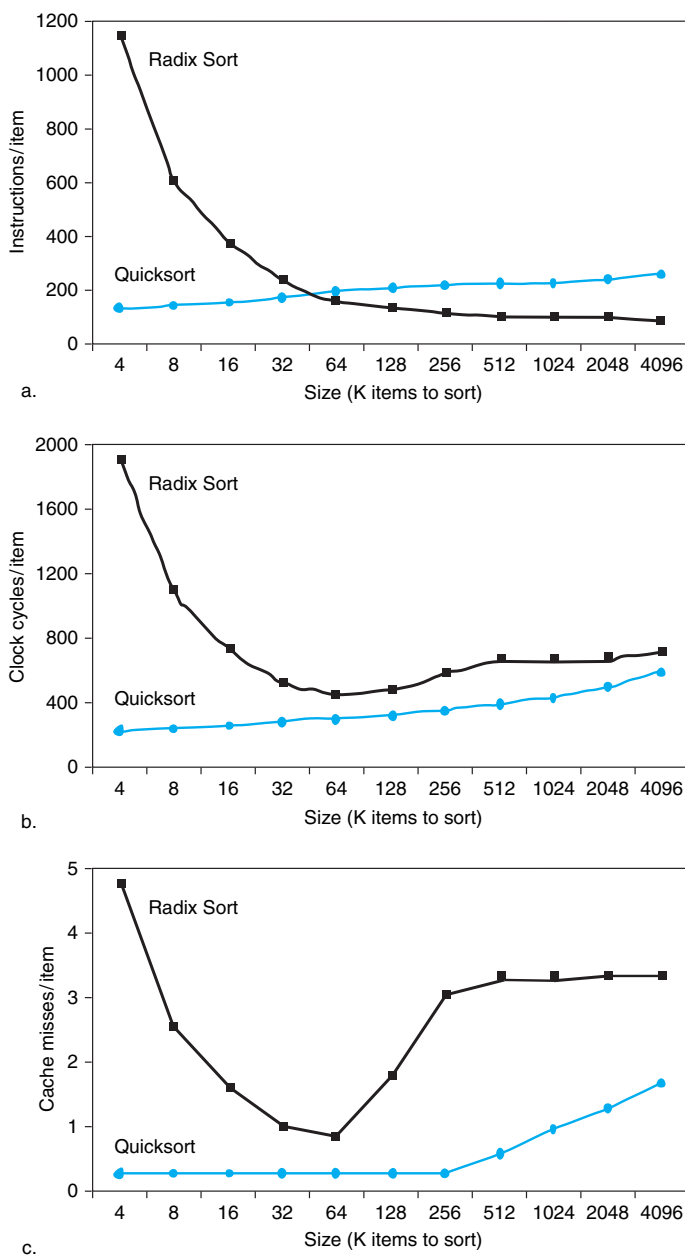 1200
Radix Sort
1000
800
600
400
Quicksort
200
0
Instructions/item
4 8 16 32 64 128 256 512 1024 2048 4096
a.
Size (K items to sort)
2000
Radix Sort
1600
1200
800
Quicksort
400
0
Clock cycles/item
4 8 16 32 64 128 256 512 1024 2048 4096
Size (K items to sort)
b.
5
Radix Sort
4
3
2
1
Quicksort
0
Cache misses/item
4 8 16 32 64 128 256 512 1024 2048 4096
Size (K items to sort)
c.